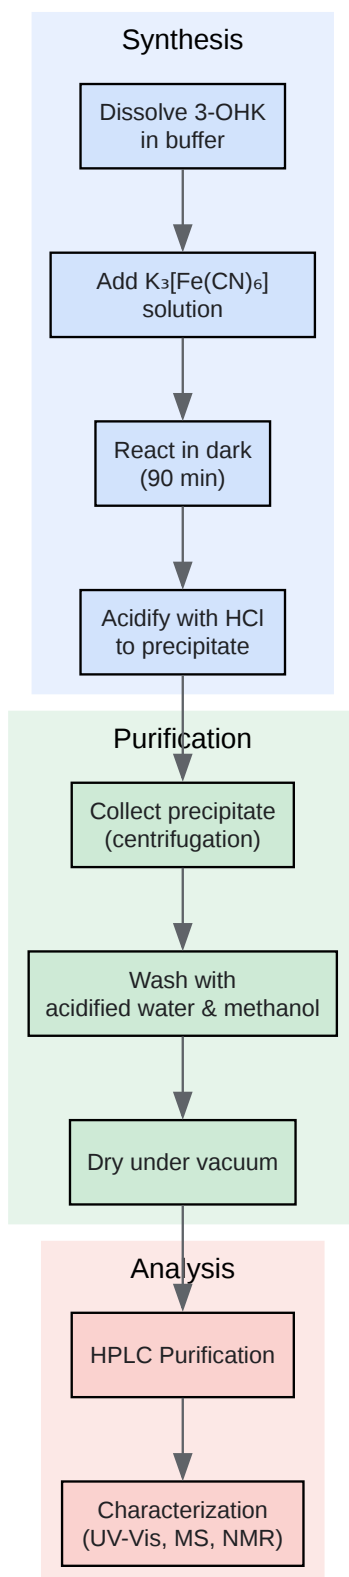 Synthesis
Dissolve 3-OHK
in buffer
Add K₃[Fe(CN)₆]
solution
React in dark
(90 min)
Acidify with HCl
to precipitate
Purification
Collect precipitate
(centrifugation)
Wash with
acidified water & methanol
Dry under vacuum
Analysis
HPLC Purification
Characterization
(UV-Vis, MS, NMR)